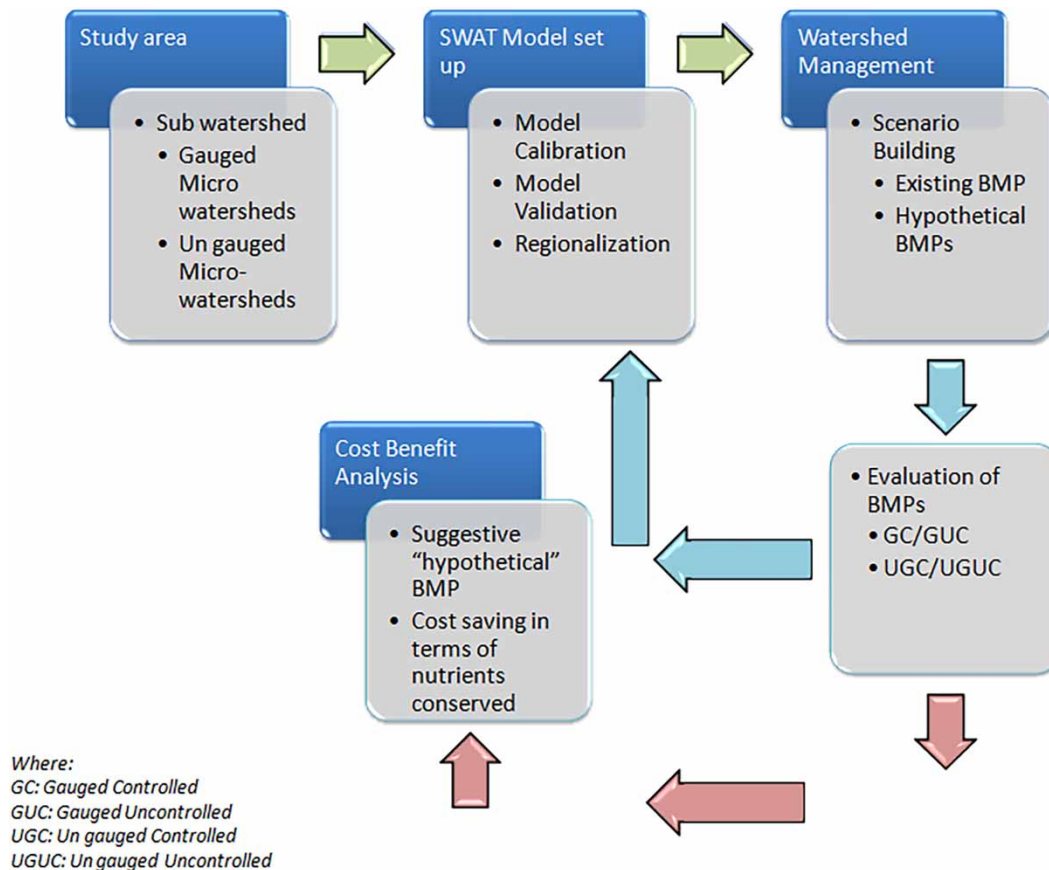 Study area
• Sub watershed
• Gauged
Micro
watersheds
• Un gauged
Micro-
watersheds
SWAT Model set
up
• Model
Calibration
• Model
Validation
• Regionalization
Watershed
Management
• Scenario
Building
• Existing BMP
• Hypothetical
BMPs
• Evaluation of
BMPs
• GC/GUC
• UGC/UGUC
Cost Benefit
Analysis
• Suggestive
“hypothetical”
BMP
• Cost saving in
terms of
nutrients
conserved
Where:
GC: Gauged Controlled
GUC: Gauged Uncontrolled
UGC: Un gauged Controlled
UGUC: Un gauged Uncontrolled